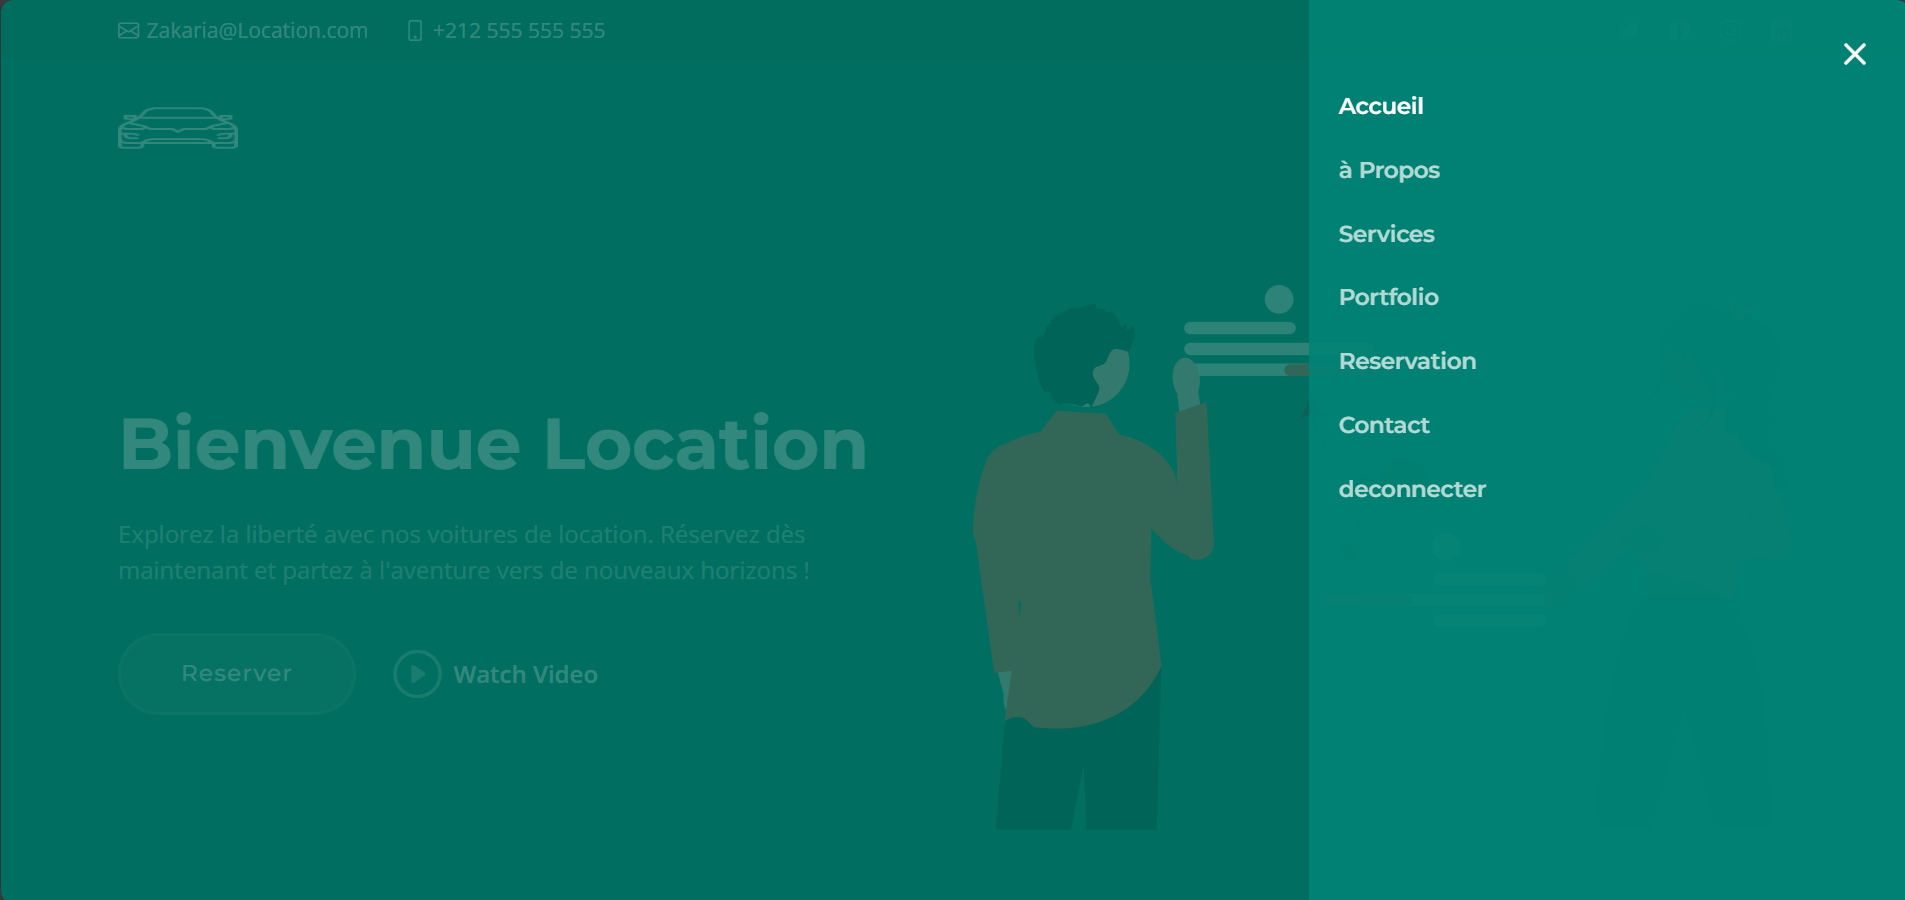 Zakaria@Location.com
+212 555 555 555
Bienvenue Location
Explorez la liberté avec nos voitures de location. Réservez dès
maintenant et partez à l'aventure vers de nouveaux horizons !
Reserver
Watch Video
Accueil
à Propos
Services
Portfolio
Reservation
Contact
deconnecter